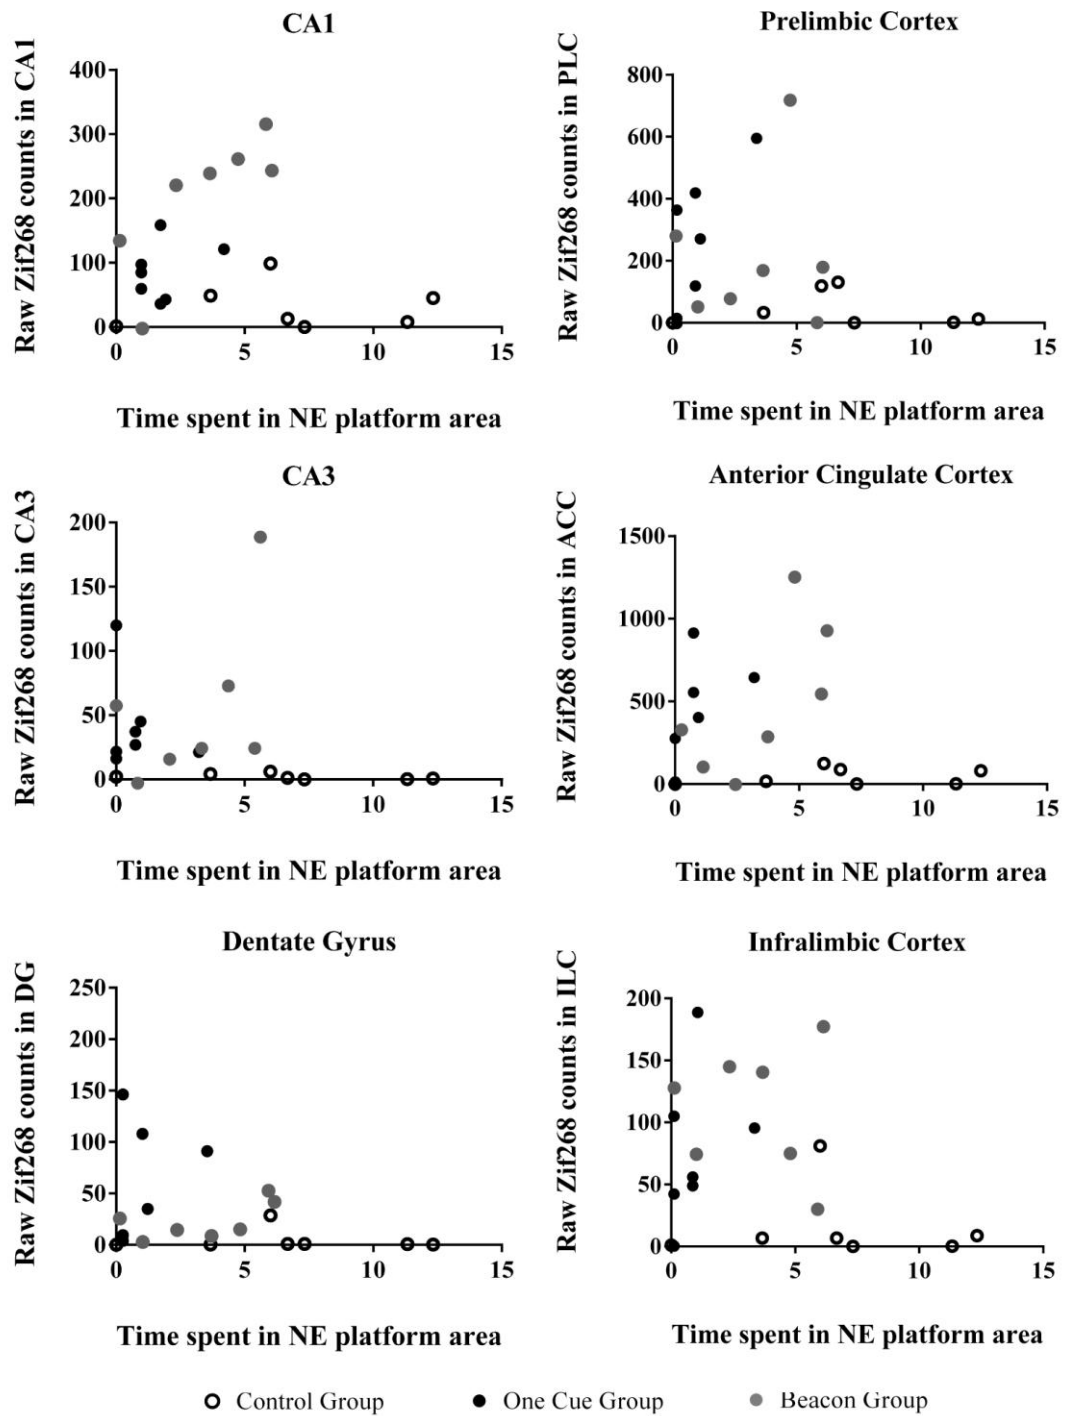 CA1
Raw Zif268 counts in CA1
400
300
200
100
0
0 5 10 15
Time spent in NE platform area
Prelimbic Cortex
Raw Zif268 counts in PLC
800
600
400
200
0
0 5 10 15
Time spent in NE platform area
CA3
Raw Zif268 counts in CA3
200
150
100
50
0
0 5 10 15
Time spent in NE platform area
Anterior Cingulate Cortex
Raw Zif268 counts in ACC
1500
1000
500
0
0 5 10 15
Time spent in NE platform area
Dentate Gyrus
Raw Zif268 counts in DG
250
200
150
100
50
0
0 5 10 15
Time spent in NE platform area
Infralimbic Cortex
Raw Zif268 counts in ILC
200
150
100
50
0
0 5 10 15
Time spent in NE platform area
Control Group One Cue Group Beacon Group